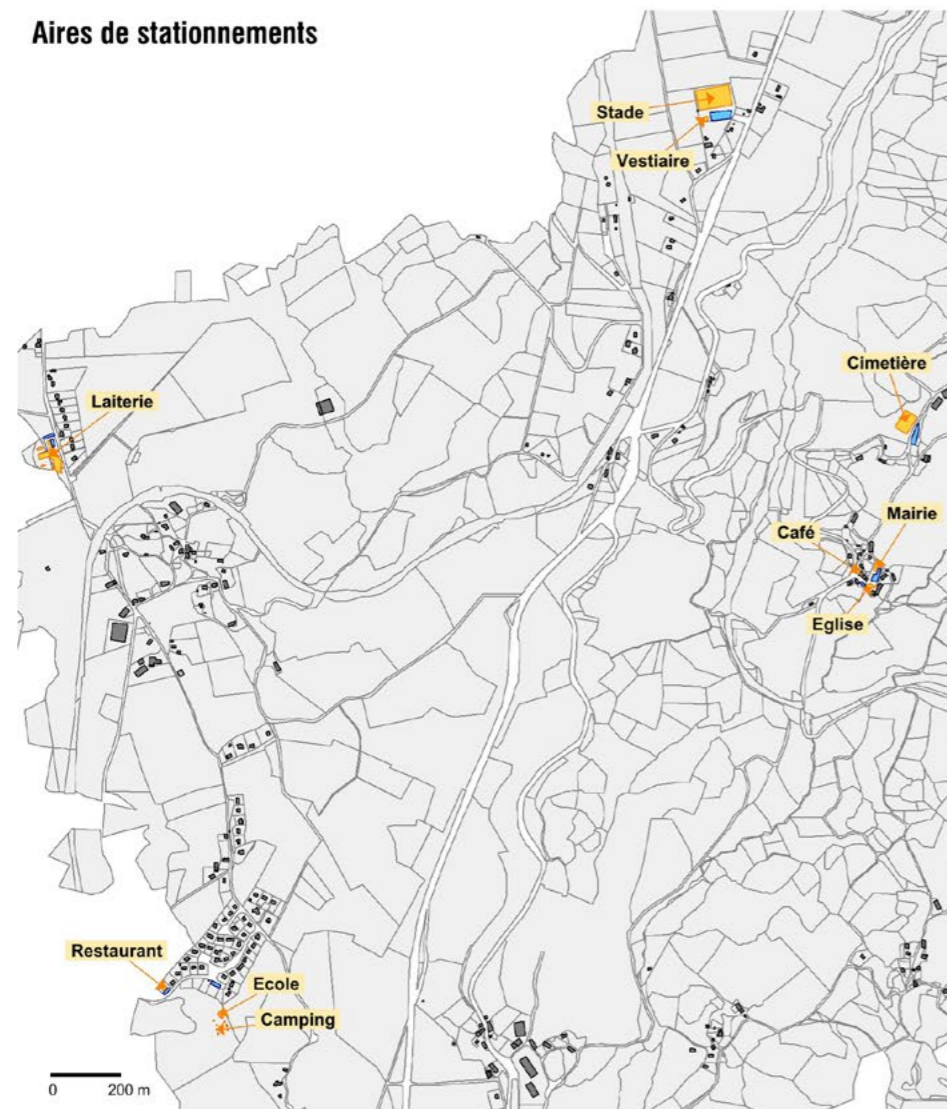 Aires de stationnements
Stade
Vestiaire
Cimetière
Laiterie
Mairie
Café
Eglise
Restaurant
Ecole
Camping
0 200 m